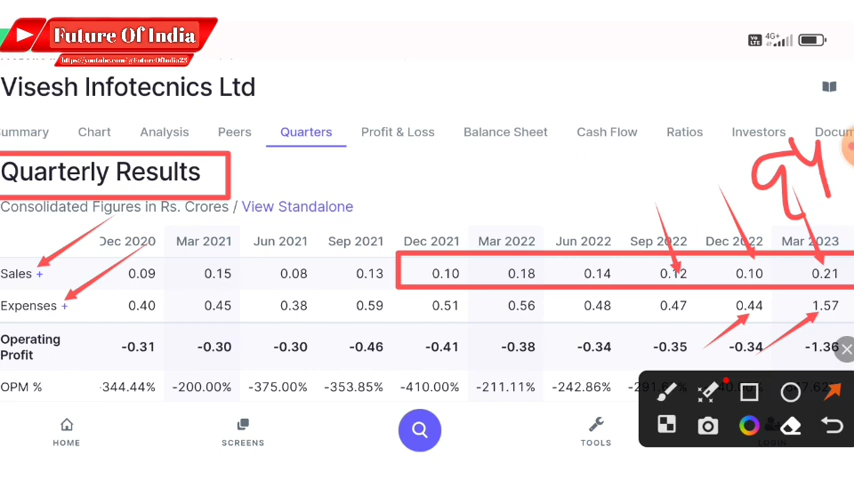 Future Of India
VoLTE 4G+
Visesh Infotecnics Ltd
ummary Chart Analysis Peers Quarters Profit & Loss Balance Sheet Cash Flow Ratios Investors Docum
q4
Quarterly Results
Consolidated Figures in Rs. Crores / View Standalone
Dec 2020 Mar 2021 Jun 2021 Sep 2021 Dec 2021 Mar 2022 Jun 2022 Sep 2022 Dec 2022 Mar 2023
Sales + 0.09 0.15 0.08 0.13 0.10 0.18 0.14 0.12 0.10 0.21
Expenses + 0.40 0.45 0.38 0.59 0.51 0.56 0.48 0.47 0.44 1.57
Operating
Profit -0.31 -0.30 -0.30 -0.46 -0.41 -0.38 -0.34 -0.35 -0.34 -1.36
OPM % -344.44% -200.00% -375.00% -353.85% -410.00% -211.11% -242.86%
HOME SCREENS TOOLS LOGIN